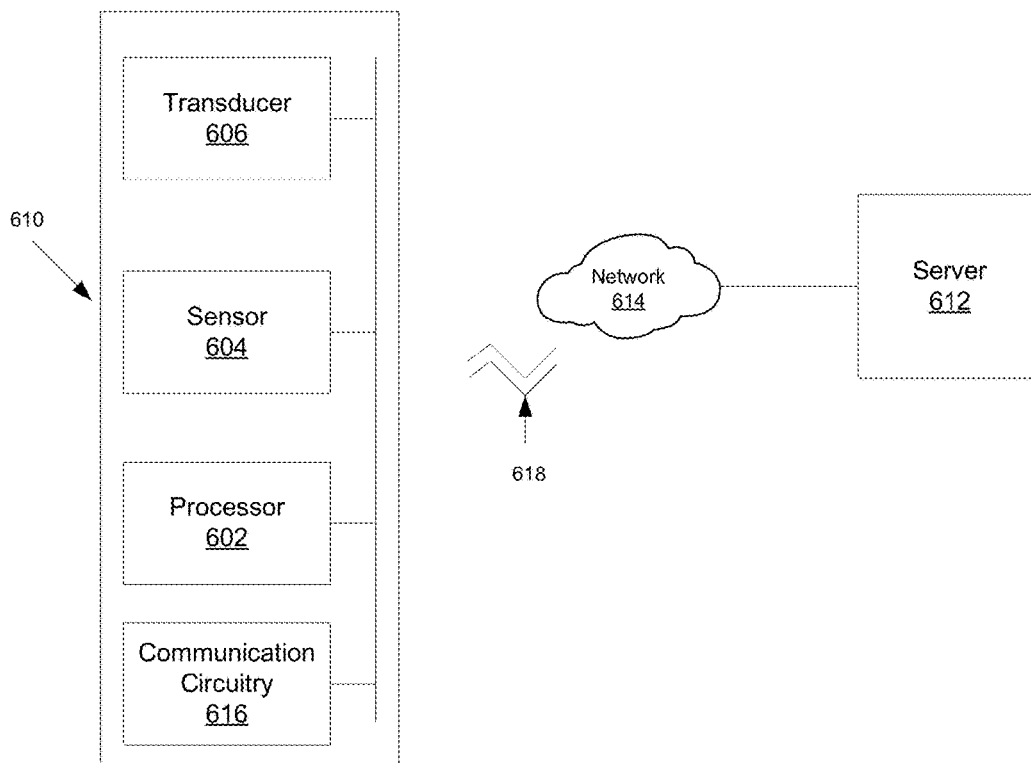 Transducer
606
610
Sensor
604
Network
614
Server
612
618
Processor
602
Communication
Circuitry
616